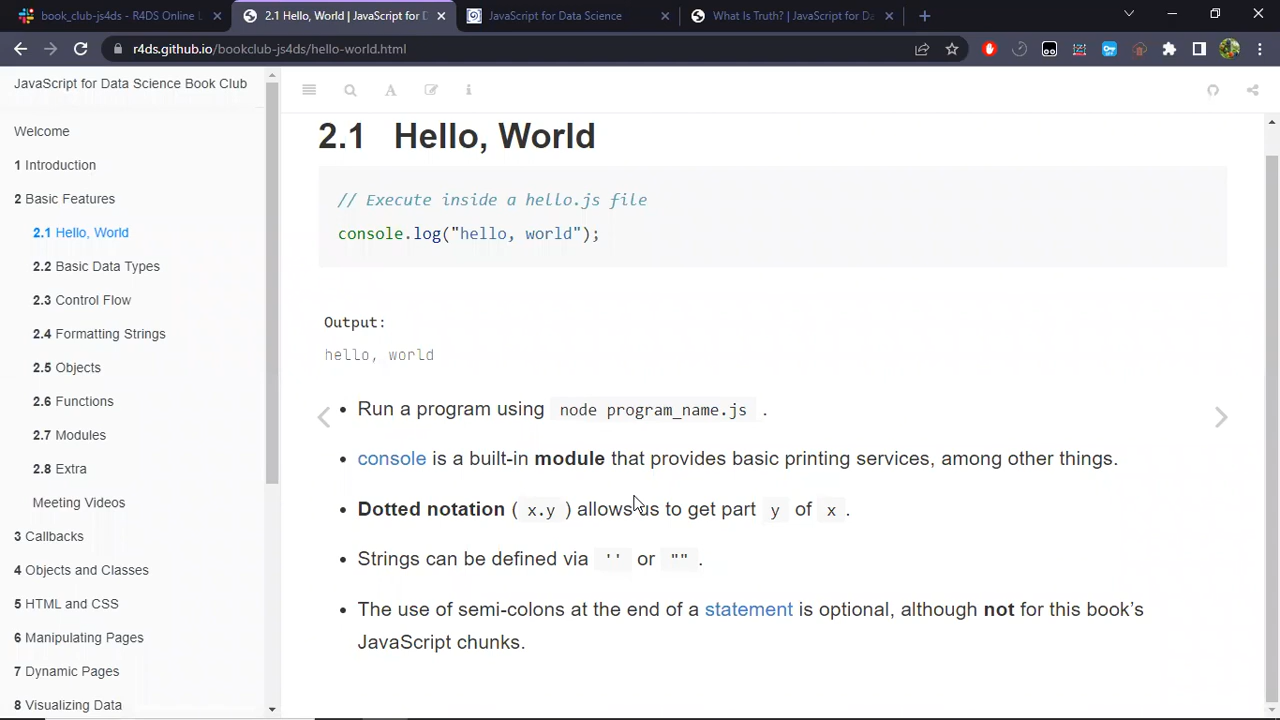 book_club-js4ds - R4DS Online L
2.1 Hello, World | JavaScript for D
JavaScript for Data Science
What Is Truth? | JavaScript for Da
r4ds.github.io/bookclub-js4ds/hello-world.html
JavaScript for Data Science Book Club
Welcome
1 Introduction
2 Basic Features
2.1 Hello, World
2.2 Basic Data Types
2.3 Control Flow
2.4 Formatting Strings
2.5 Objects
2.6 Functions
2.7 Modules
2.8 Extra
Meeting Videos
3 Callbacks
4 Objects and Classes
5 HTML and CSS
6 Manipulating Pages
7 Dynamic Pages
8 Visualizing Data
2.1 Hello, World
// Execute inside a hello.js file
console.log("hello, world");
Output:
hello, world
• Run a program using node program_name.js .
• console is a built-in module that provides basic printing services, among other things.
• Dotted notation ( x.y ) allows us to get part y of x .
• Strings can be defined via '' or "" .
• The use of semi-colons at the end of a statement is optional, although not for this book's
JavaScript chunks.